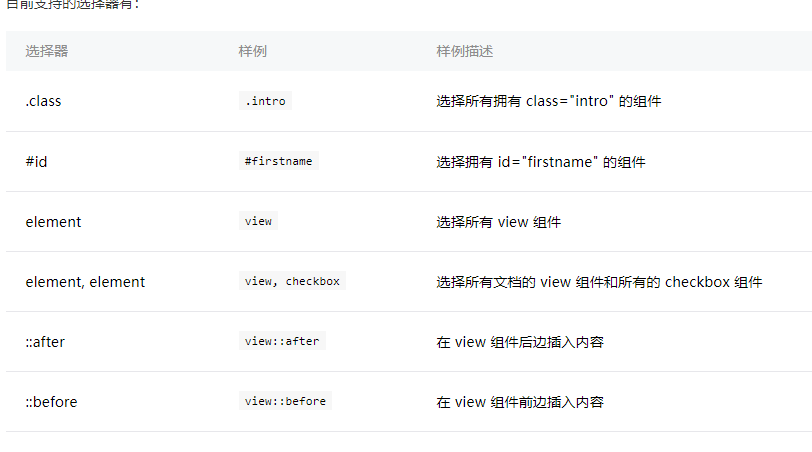 目前支持的选择器有：
选择器 样例 样例描述
.class .intro 选择所有拥有 class="intro" 的组件
#id #firstname 选择拥有 id="firstname" 的组件
element view 选择所有 view 组件
element, element view, checkbox 选择所有文档的 view 组件和所有的 checkbox 组件
::after view::after 在 view 组件后边插入内容
::before view::before 在 view 组件前边插入内容